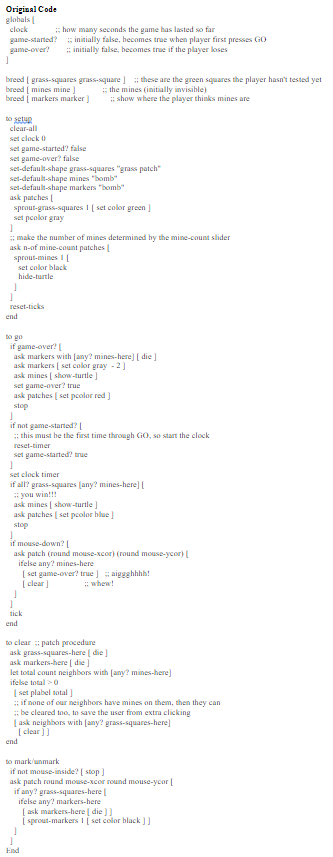 Original Code
globals [
clock ;; how many seconds the game has lasted so far
game-started? ;; initially false, becomes true when player first presses GO
game-over? ;; initially false, becomes true if the player loses
]
breed [ grass-squares grass-square ] ;; these are the green squares the player hasn't tested yet
breed [ mines mine ] ;; the mines (initially invisible)
breed [ markers marker ] ;; show where the player thinks mines are
to setup
clear-all
set clock 0
set game-started? false
set game-over? false
set-default-shape grass-squares "grass patch"
set-default-shape mines "bomb"
set-default-shape markers "bomb"
ask patches [
sprout-grass-squares 1 [ set color green ]
set pcolor gray
]
;; make the number of mines determined by the mine-count slider
ask n-of mine-count patches [
sprout-mines 1 [
set color black
hide-turtle
]
]
reset-ticks
end
to go
if game-over? [
ask markers with [any? mines-here] [ die ]
ask markers [ set color gray - 2 ]
ask mines [ show-turtle ]
set game-over? true
ask patches [ set pcolor red ]
stop
]
if not game-started? [
;; this must be the first time through GO, so start the clock
reset-timer
set game-started? true
]
set clock timer
if all? grass-squares [any? mines-here] [
;; you win!!!
ask mines [ show-turtle ]
ask patches [ set pcolor blue ]
stop
]
if mouse-down? [
ask patch (round mouse-xcor) (round mouse-ycor) [
ifelse any? mines-here
[ set game-over? true ] ;; aiggghhhh!
[ clear ] ;; whew!
]
]
tick
end
to clear ;; patch procedure
ask grass-squares-here [ die ]
ask markers-here [ die ]
let total count neighbors with [any? mines-here]
ifelse total > 0
[ set plabel total ]
;; if none of our neighbors have mines on them, then they can
;; be cleared too, to save the user from extra clicking
[ ask neighbors with [any? grass-squares-here]
[ clear ] ]
end
to mark/unmark
if not mouse-inside? [ stop ]
ask patch round mouse-xcor round mouse-ycor [
if any? grass-squares-here [
ifelse any? markers-here
[ ask markers-here [ die ] ]
[ sprout-markers 1 [ set color black ] ]
]
]
End